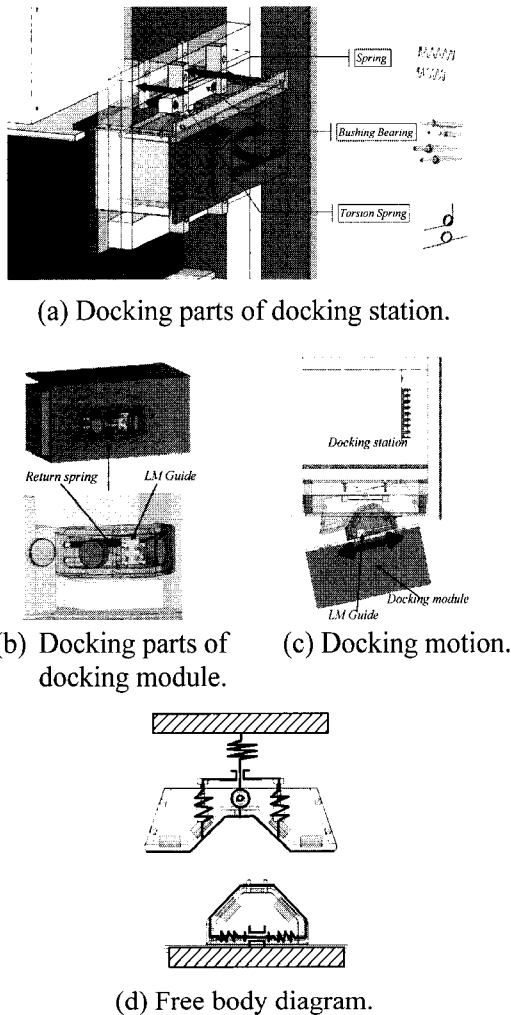 Spring
Bushing Bearing
Torsion Spring
(a) Docking parts of docking station.
Return spring
LM Guide
Docking station
Docking module
LM Guide
(b) Docking parts of
docking module.
(c) Docking motion.
(d) Free body diagram.